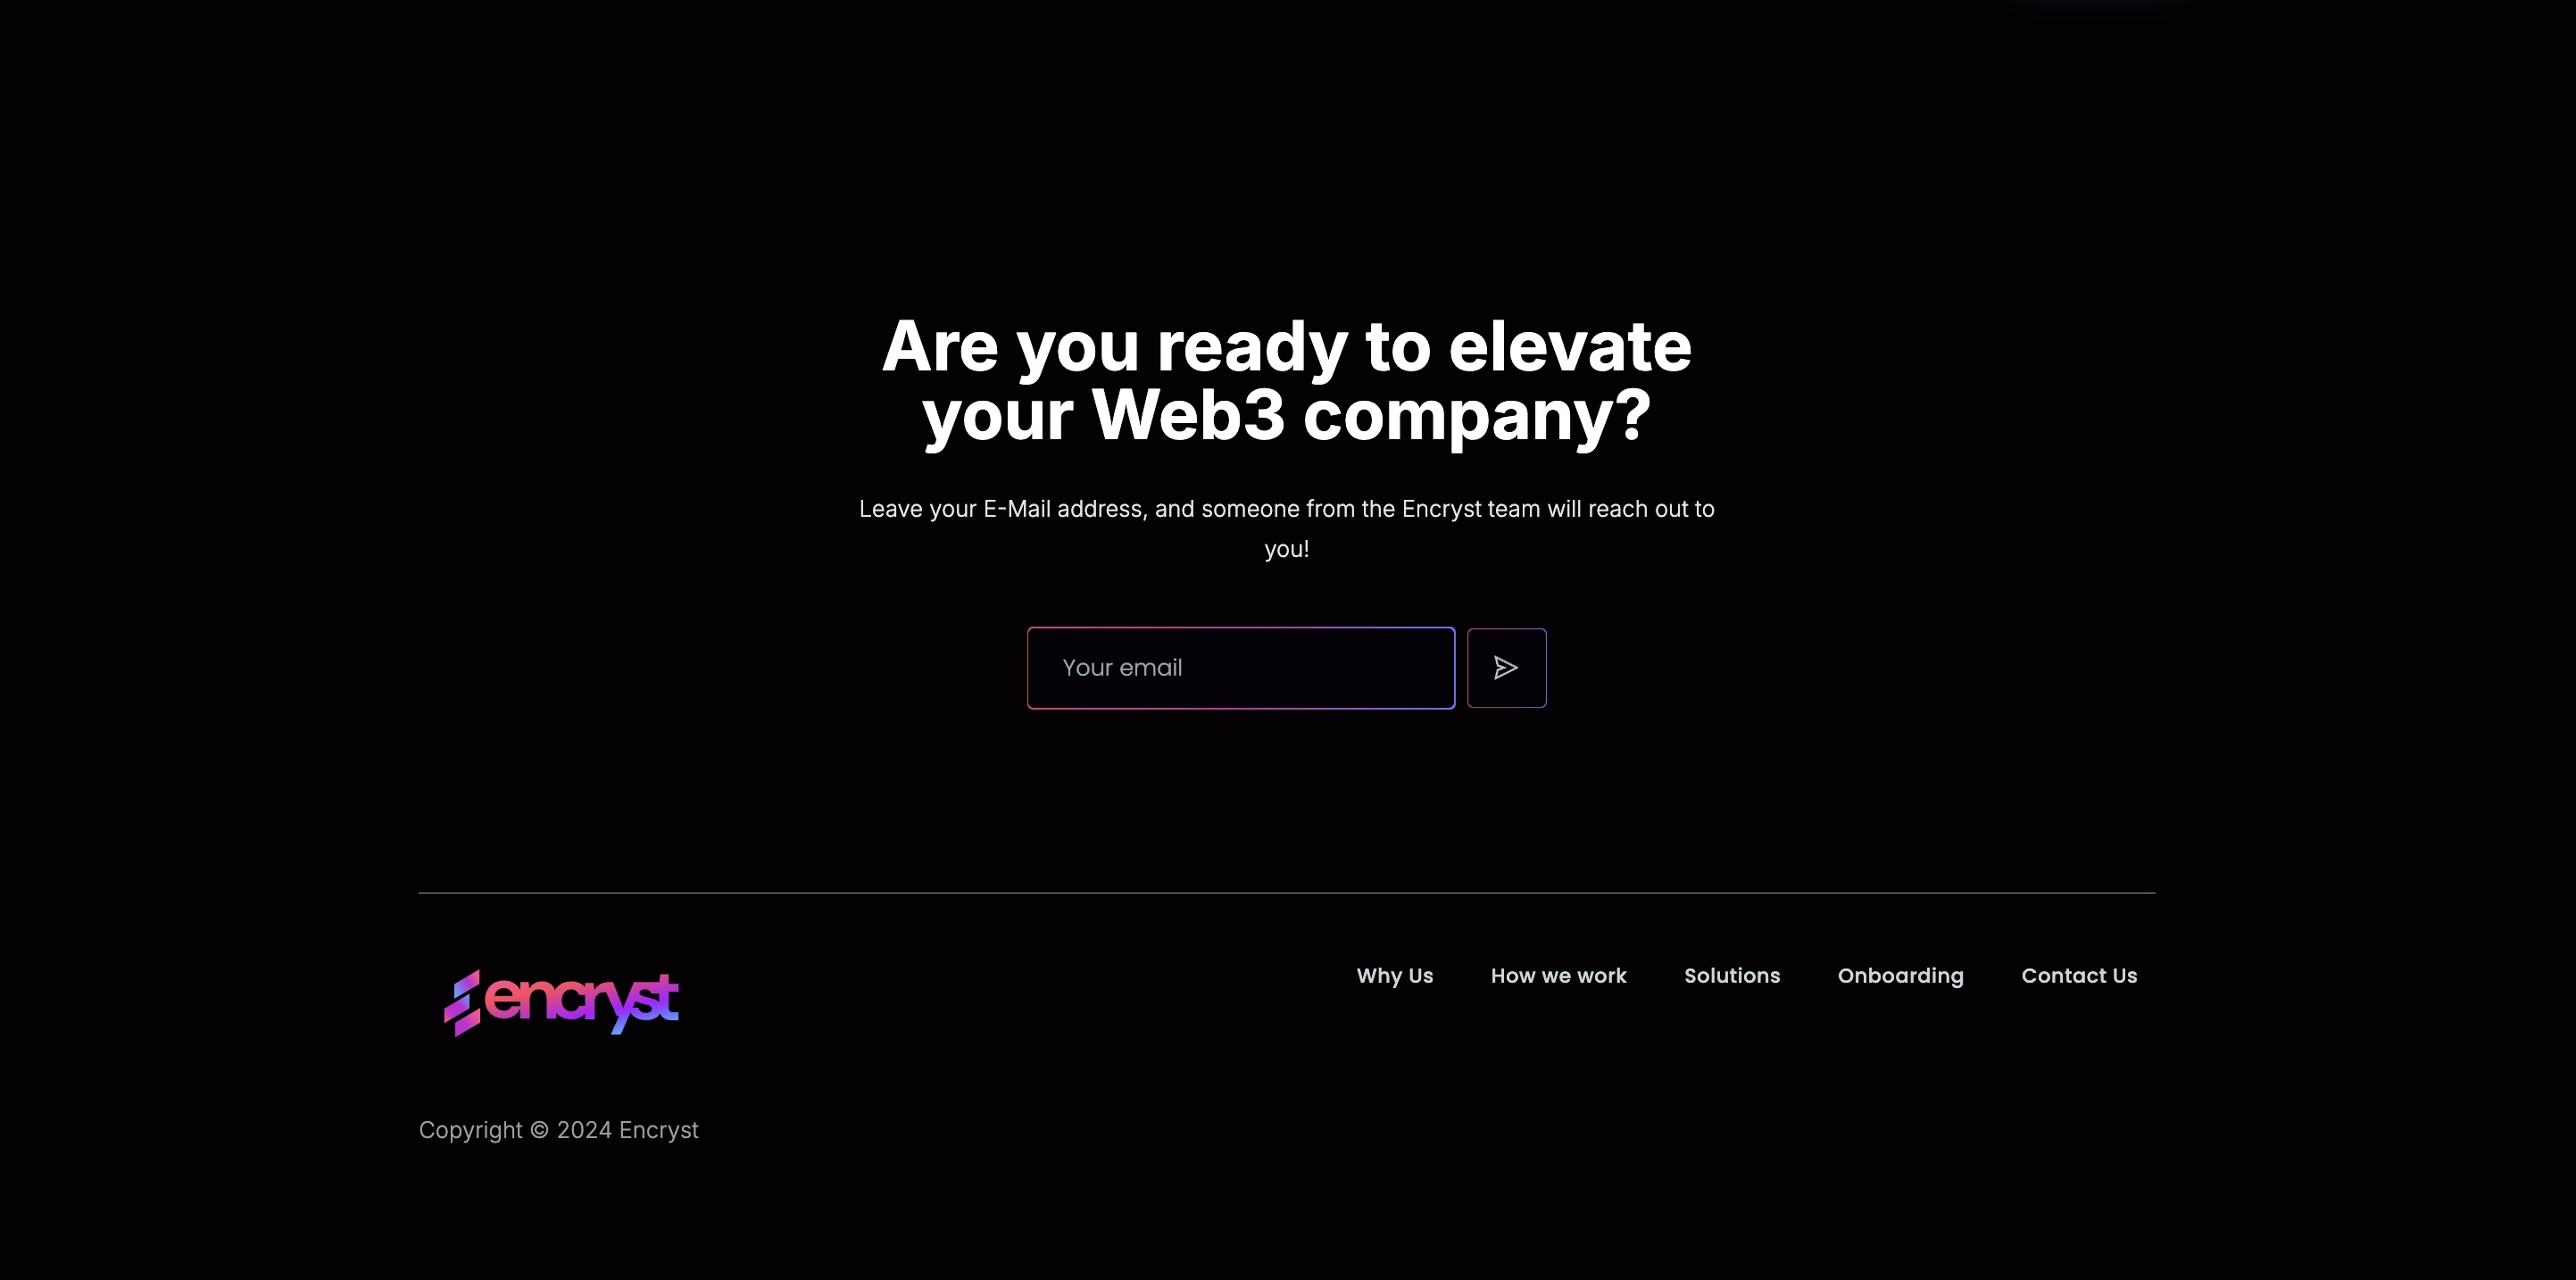 Are you ready to elevate
your Web3 company?
Leave your E-Mail address, and someone from the Encryst team will reach out to
you!
Your email
encryst
Why Us
How we work
Solutions
Onboarding
Contact Us
Copyright © 2024 Encryst